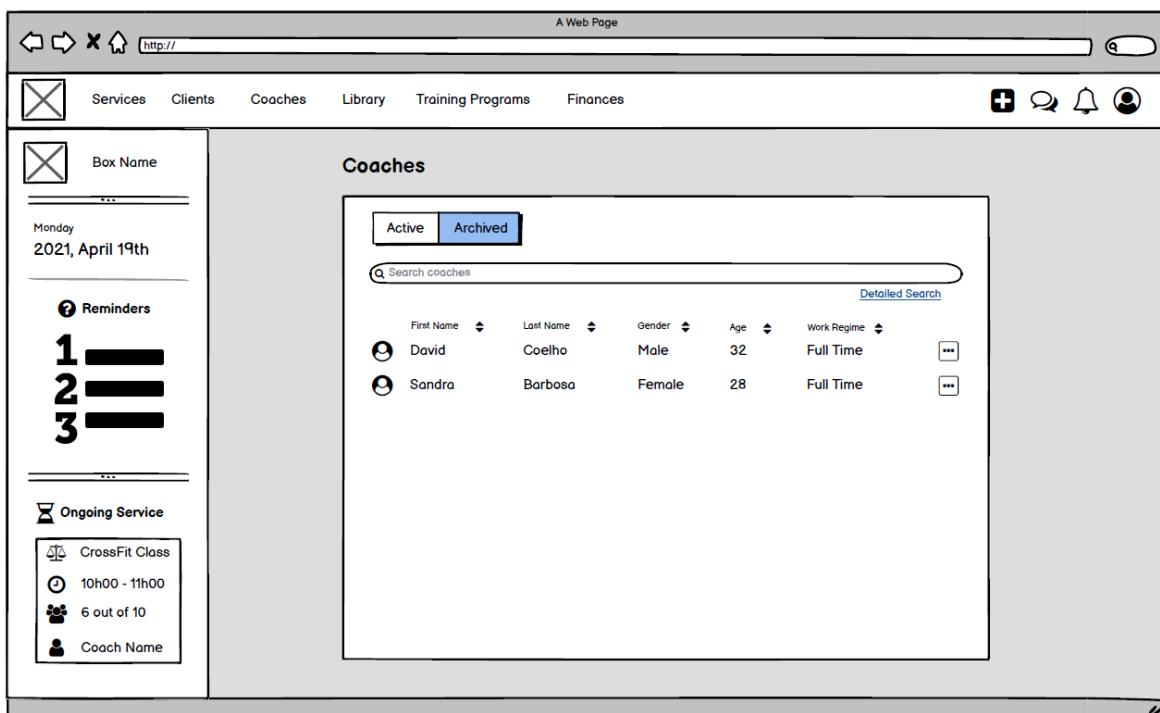 A Web Page
http://
Services Clients Coaches Library Training Programs Finances
Box Name
Monday
2021, April 19th
Reminders
1
2
3
Ongoing Service
CrossFit Class
10h00 - 11h00
6 out of 10
Coach Name
Coaches
Active Archived
Search coaches
Detailed Search
First Name Last Name Gender Age Work Regime
David Coelho Male 32 Full Time
Sandra Barbosa Female 28 Full Time